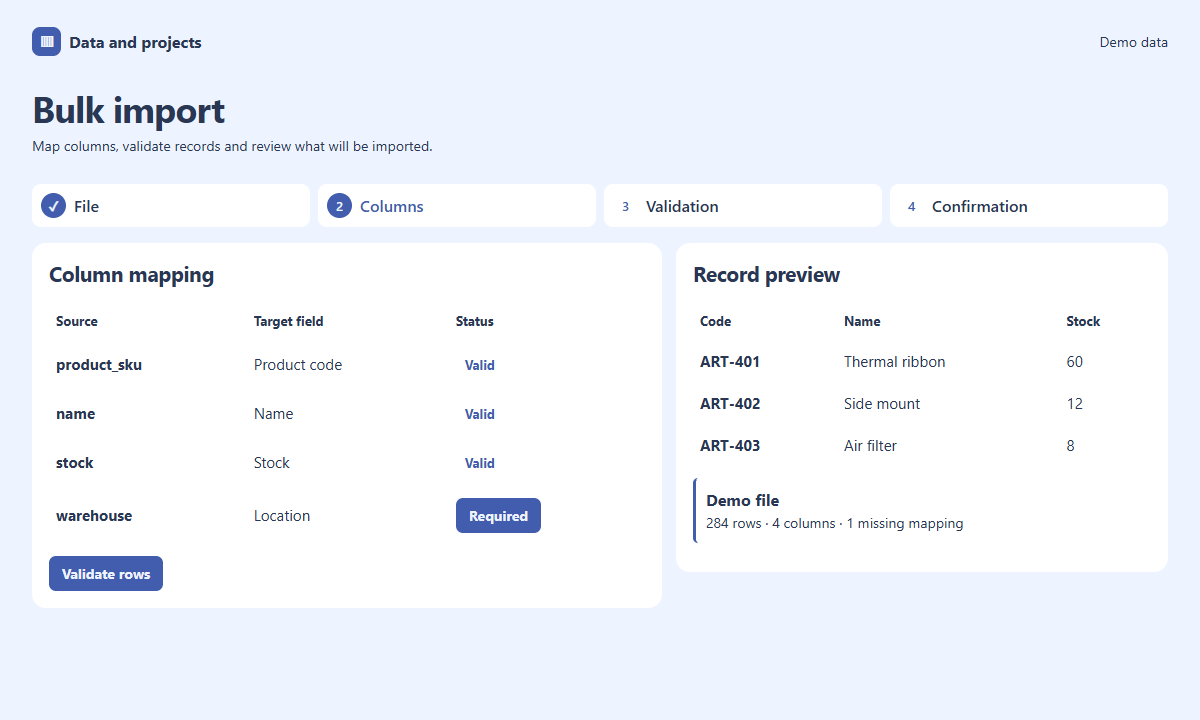 Data and projects
Demo data
Bulk import
Map columns, validate records and review what will be imported.
✓ File
2 Columns
3 Validation
4 Confirmation
Column mapping
Source Target field Status
product_sku Product code Valid
name Name Valid
stock Stock Valid
warehouse Location Required
Validate rows
Record preview
Code Name Stock
ART-401 Thermal ribbon 60
ART-402 Side mount 12
ART-403 Air filter 8
Demo file
284 rows · 4 columns · 1 missing mapping